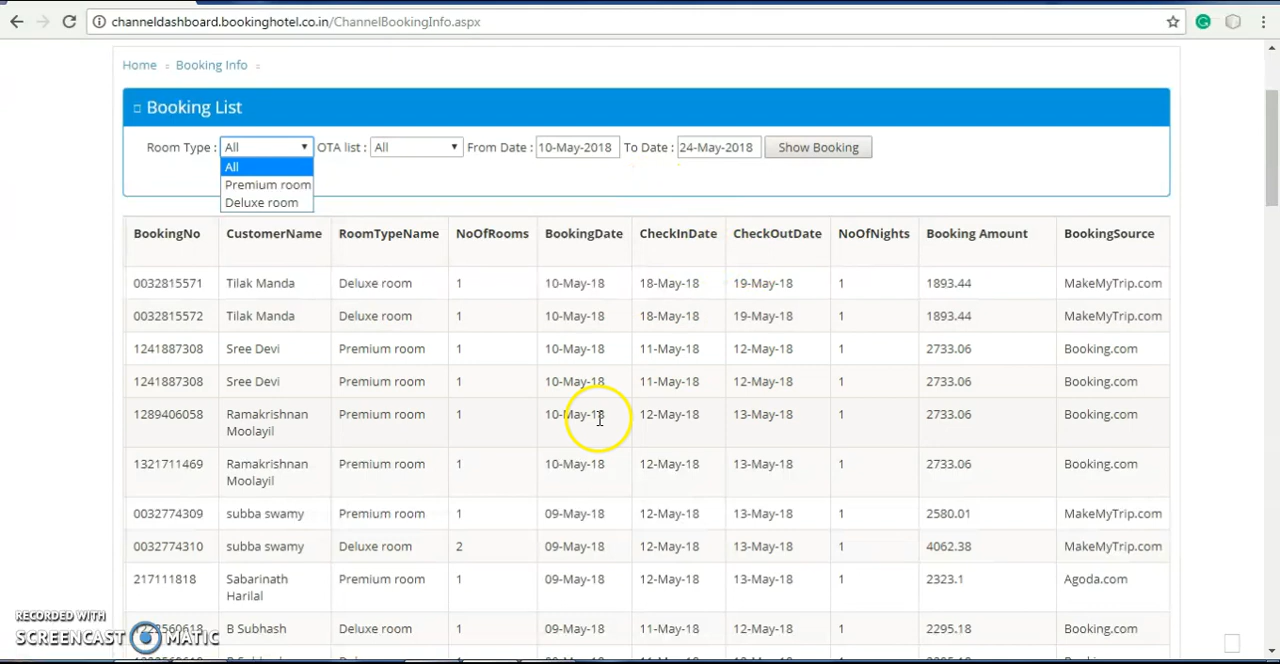 channeldashboard.bookinghotel.co.in/ChannelBookingInfo.aspx
Home Booking Info
Booking List
Room Type : All OTA list : All From Date : 10-May-2018 To Date : 24-May-2018 Show Booking
All
Premium room
Deluxe room
BookingNo CustomerName RoomTypeName NoOfRooms BookingDate CheckInDate CheckOutDate NoOfNights Booking Amount BookingSource
0032815571 Tilak Manda Deluxe room 1 10-May-18 18-May-18 19-May-18 1 1893.44 MakeMyTrip.com
0032815572 Tilak Manda Deluxe room 1 10-May-18 18-May-18 19-May-18 1 1893.44 MakeMyTrip.com
1241887308 Sree Devi Premium room 1 10-May-18 11-May-18 12-May-18 1 2733.06 Booking.com
1241887308 Sree Devi Premium room 1 10-May-18 11-May-18 12-May-18 1 2733.06 Booking.com
1289406058 Ramakrishnan Premium room 1 10-May-18 12-May-18 13-May-18 1 2733.06 Booking.com
Moolayil
1321711469 Ramakrishnan Premium room 1 10-May-18 12-May-18 13-May-18 1 2733.06 Booking.com
Moolayil
0032774309 subba swamy Premium room 1 09-May-18 12-May-18 13-May-18 1 2580.01 MakeMyTrip.com
0032774310 subba swamy Deluxe room 2 09-May-18 12-May-18 13-May-18 1 4062.38 MakeMyTrip.com
217111818 Sabarinath Premium room 1 09-May-18 12-May-18 13-May-18 1 2323.1 Agoda.com
Harilal
B Subhash Deluxe room 1 09-May-18 11-May-18 12-May-18 1 2295.18 Booking.com
RECORDED WITH
SCREENCAST MATIC